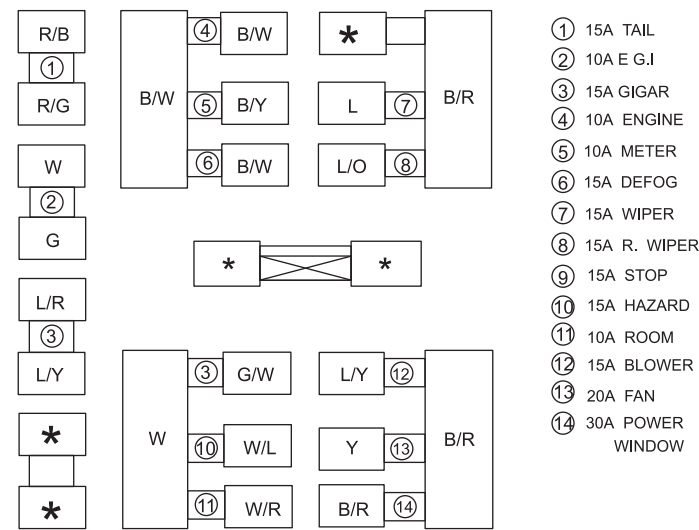 R/B
①
R/G
W
②
G
L/R
③
L/Y
*
*
B/W
④ B/W
⑤ B/Y
⑥ B/W
*
L ⑦
L/O ⑧
B/R
* *
W
③ G/W
⑩ W/L
⑪ W/R
L/Y ⑫
Y ⑬
B/R ⑭
B/R
① 15A TAIL
② 10A E G.I
③ 15A GIGAR
④ 10A ENGINE
⑤ 10A METER
⑥ 15A DEFOG
⑦ 15A WIPER
⑧ 15A R. WIPER
⑨ 15A STOP
⑩ 15A HAZARD
⑪ 10A ROOM
⑫ 15A BLOWER
⑬ 20A FAN
⑭ 30A POWER
WINDOW